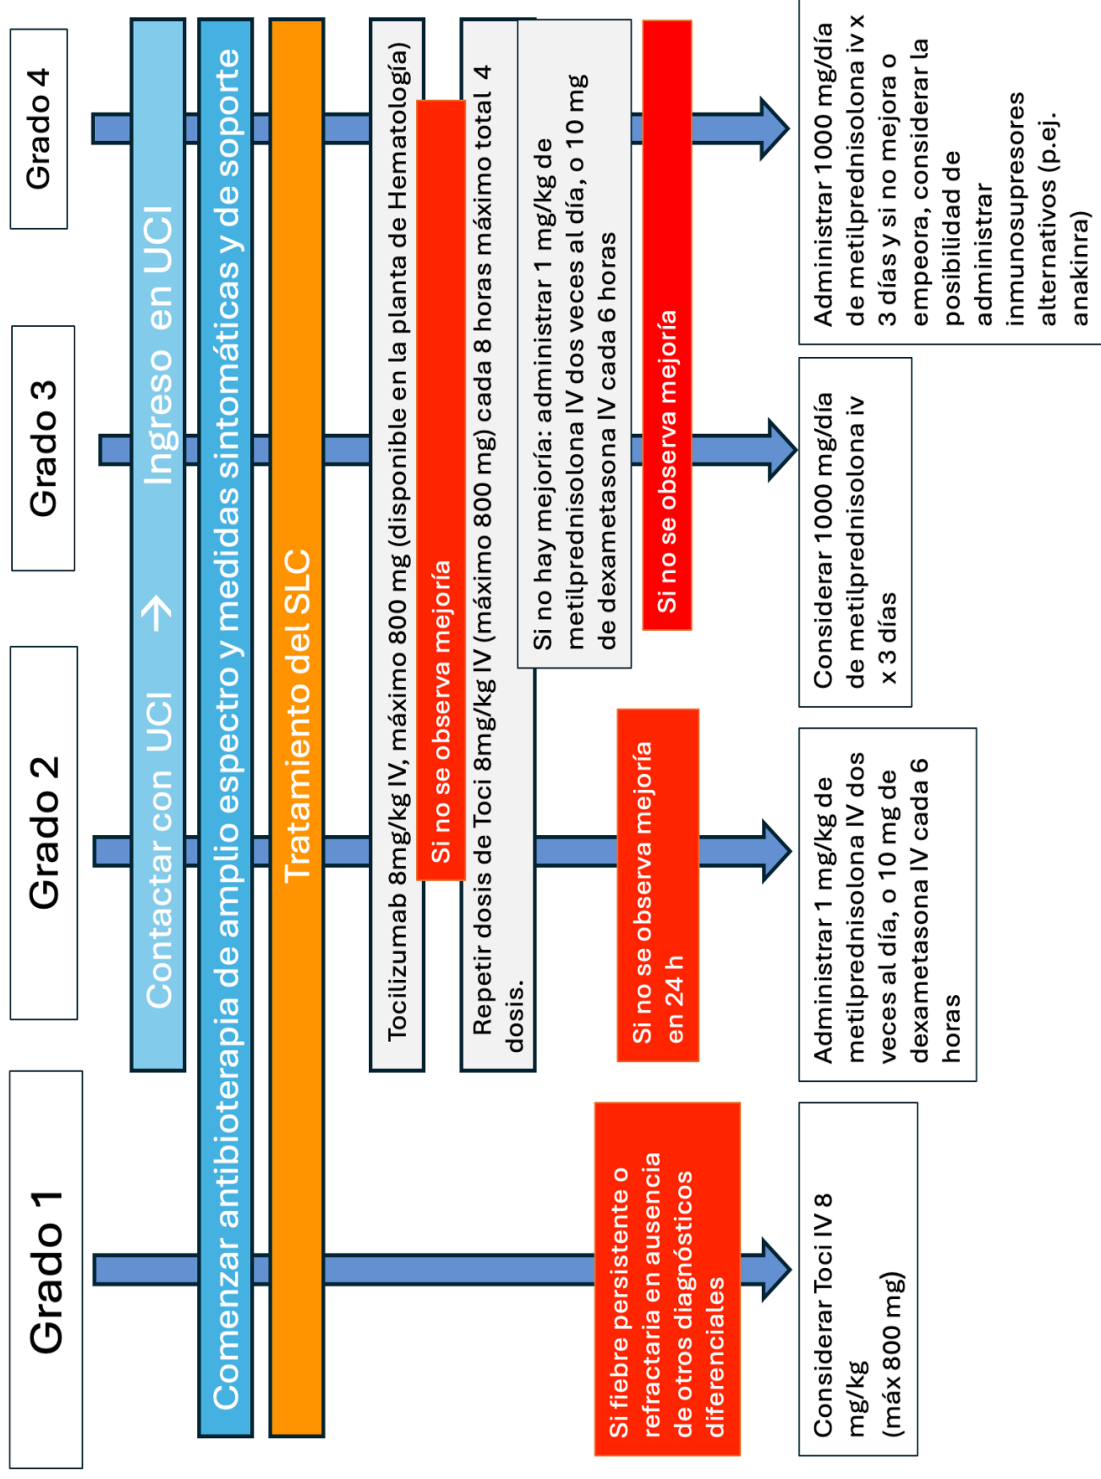 Grado 1
Grado 2
Grado 3
Grado 4
Contactar con UCI → Ingreso en UCI
Comenzar antibioterapia de amplio espectro y medidas sintomáticas y de soporte
Tratamiento del SLC
Tocilizumab 8mg/kg IV, máximo 800 mg (disponible en la planta de Hematología)
Si no se observa mejoría
Repetir dosis de Toci 8mg/kg IV (máximo 800 mg) cada 8 horas máximo total 4
dosis.
Si no hay mejoría: administrar 1 mg/kg de
metilprednisolona IV dos veces al día, o 10 mg
de dexametasona IV cada 6 horas
Si fiebre persistente o
refractaria en ausencia
de otros diagnósticos
diferenciales
Si no se observa mejoría
en 24 h
Si no se observa mejoría
Considerar Toci IV 8
mg/kg
(máx 800 mg)
Administrar 1 mg/kg de
metilprednisolona IV dos
veces al día, o 10 mg de
dexametasona IV cada 6
horas
Considerar 1000 mg/día
de metilprednisolona iv
x 3 días
Administrar 1000 mg/día
de metilprednisolona iv x
3 días y si no mejora o
empeora, considerar la
posibilidad de
administrar
inmunosupresores
alternativos (p.ej.
anakinra)